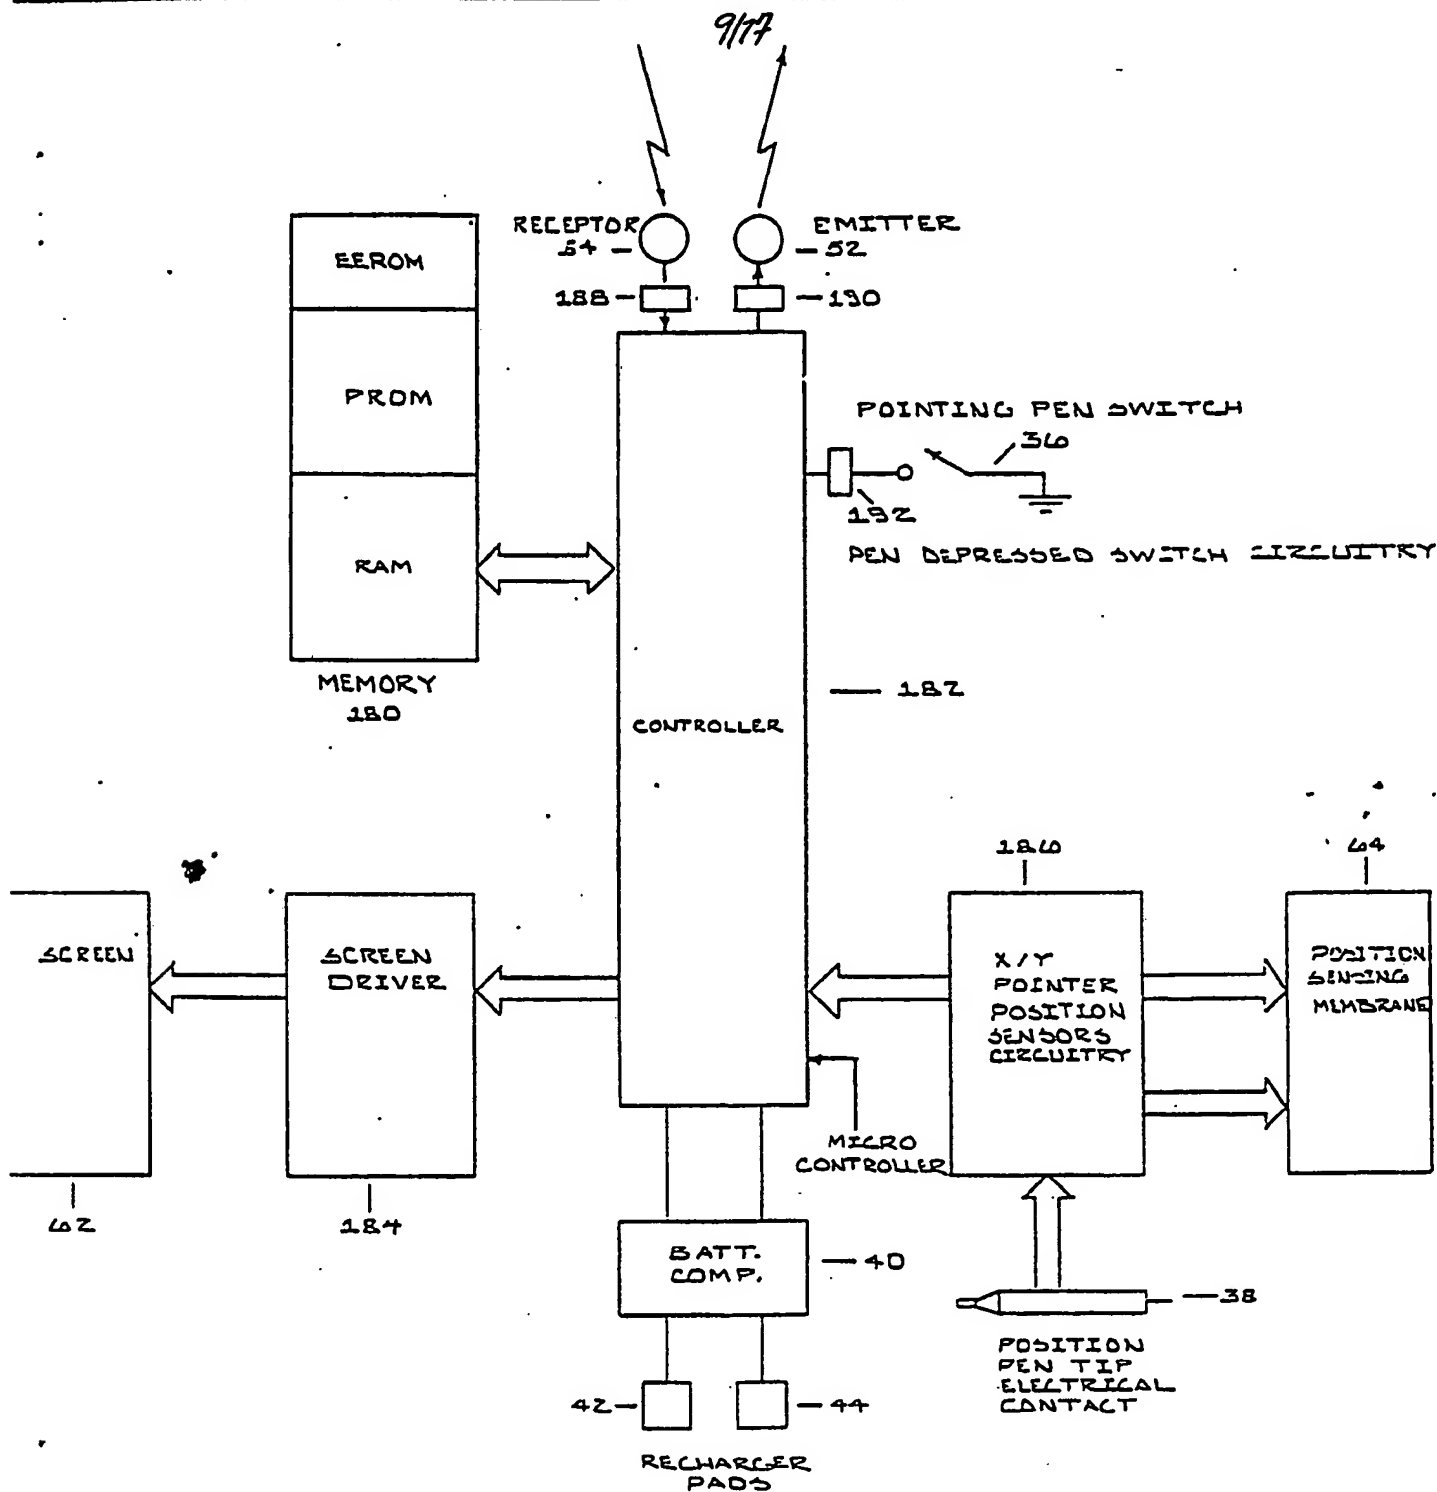 9/17
RECEPTOR
54
EMITTER
52
188
190
EEROM
PROM
RAM
MEMORY
180
POINTING PEN SWITCH
36
192
PEN DEPRESSED SWITCH CIRCUITRY
182
CONTROLLER
186
64
SCREEN
SCREEN
DRIVER
X/Y
POINTER
POSITION
SENSORS
CIRCUITRY
POSITION
SENSING
MEMBRANE
MICRO
CONTROLLER
62
184
BATT.
COMP.
40
38
POSITION
PEN TIP
ELECTRICAL
CONTACT
42
44
RECHARGER
PADS